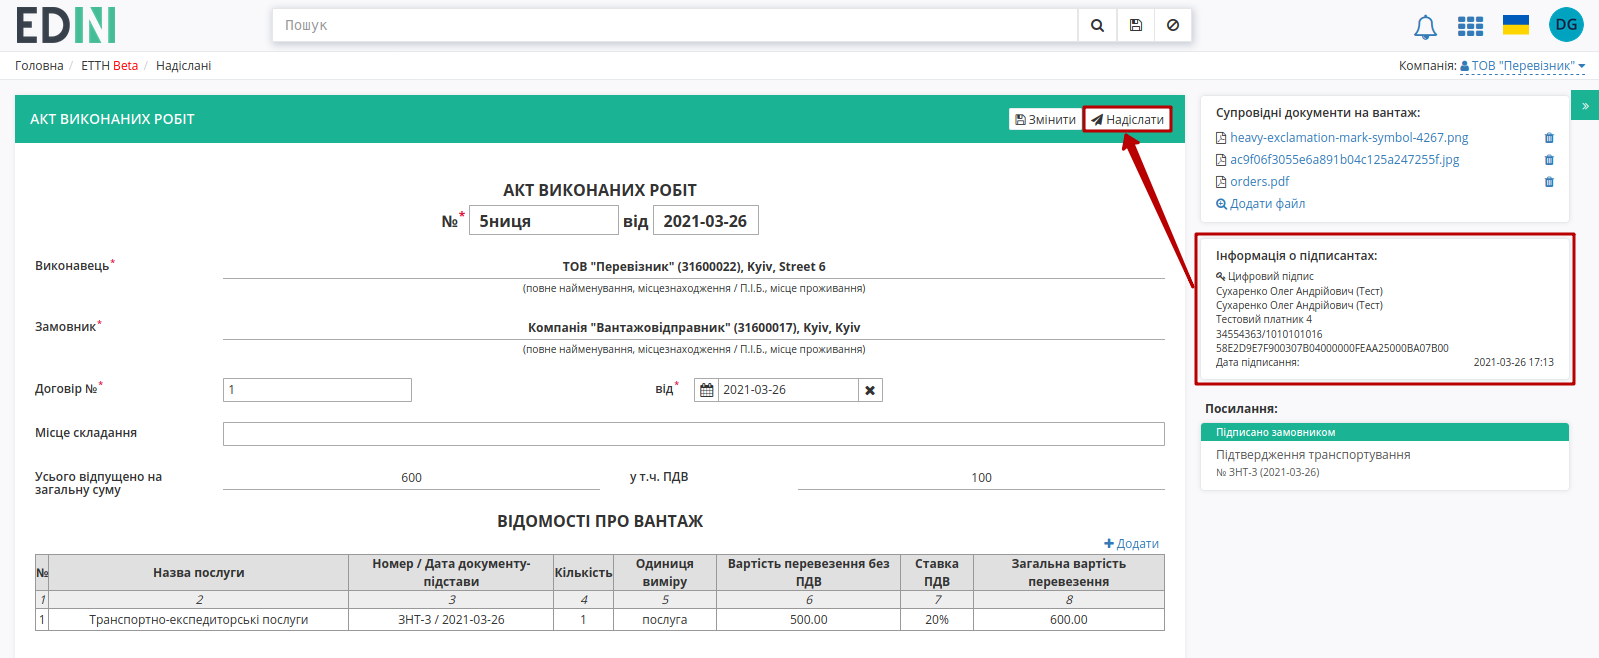 EDIN
Пошук
DG
Головна / ЕТТН Beta / Надіслані
Компанія: ТОВ "Перевізник"
АКТ ВИКОНАНИХ РОБІТ
Змінити
Надіслати
АКТ ВИКОНАНИХ РОБІТ
№* 5ниця від 2021-03-26
Виконавець*
ТОВ "Перевізник" (31600022), Kyiv, Street 6
(повне найменування, місцезнаходження / П.І.Б., місце проживання)
Замовник*
Компанія "Вантажовідправник" (31600017), Kyiv, Kyiv
(повне найменування, місцезнаходження / П.І.Б., місце проживання)
Договір №* 1 від* 2021-03-26
Місце складання
Усього відпущено на
загальну суму
600 у т.ч. ПДВ 100
ВІДОМОСТІ ПРО ВАНТАЖ
Додати
№ Назва послуги Номер / Дата документу-підстави Кількість Одиниця виміру Вартість перевезення без ПДВ Ставка ПДВ Загальна вартість перевезення
1 2 3 4 5 6 7 8
1 Транспортно-експедиторські послуги ЗНТ-3 / 2021-03-26 1 послуга 500.00 20% 600.00
»
Супровідні документи на вантаж:
heavy-exclamation-mark-symbol-4267.png
ac9f06f3055e6a891b04c125a247255f.jpg
orders.pdf
Додати файл
Інформація о підписантах:
Цифровий підпис
Сухаренко Олег Андрійович (Тест)
Сухаренко Олег Андрійович (Тест)
Тестовий платник 4
34554363/1010101016
58E2D9E7F900307B04000000FEAA25000BA07B00
Дата підписання: 2021-03-26 17:13
Посилання:
Підписано замовником
Підтвердження транспортування
№ ЗНТ-3 (2021-03-26)